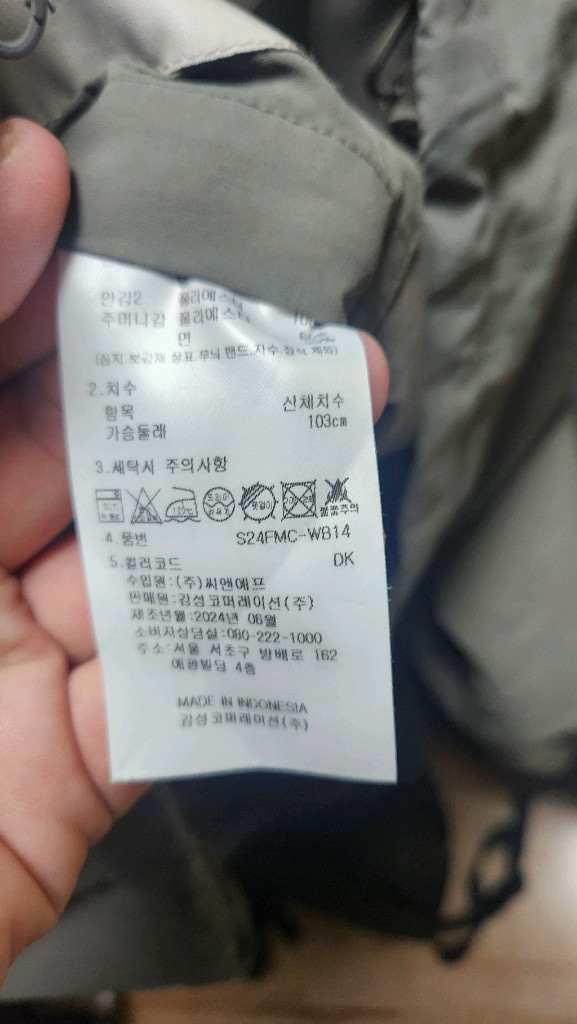 안감2 폴리에스터
주머니감 폴리에스터
면
(심지.보강재.상표.무늬 밴드.자수.장식 제외)
2.치수
항목 신체치수
가슴둘레 103cm
3.세탁시 주의사항
4.품번 S24FMC-WB14
5.컬러코드 DK
수입원:(주)씨앤에프
판매원:감성코퍼레이션(주)
제조년월:2024년 06월
소비자상담실:080-222-1000
주소:서울 서초구 방배로 162
예광빌딩 4층
MADE IN INDONESIA
감성코퍼레이션(주)